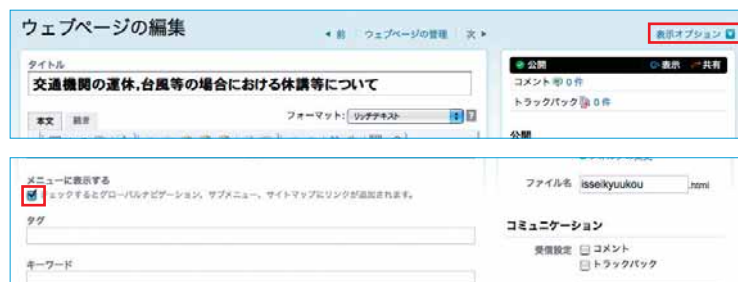 ウェブページの編集
◀ 前 ウェブページの管理 次 ▶
表示オプション
タイトル
交通機関の運休,台風等の場合における休講等について
本文 続き
フォーマット: リッチテキスト
公開 表示 共有
コメント 0 件
トラックバック 0 件
公開
メニューに表示する
チェックするとグローバルナビゲーション、サブメニュー、サイトマップにリンクが追加されます。
タグ
キーワード
ファイル名 isseikyuukou .html
コミュニケーション
受信設定 コメント
トラックバック